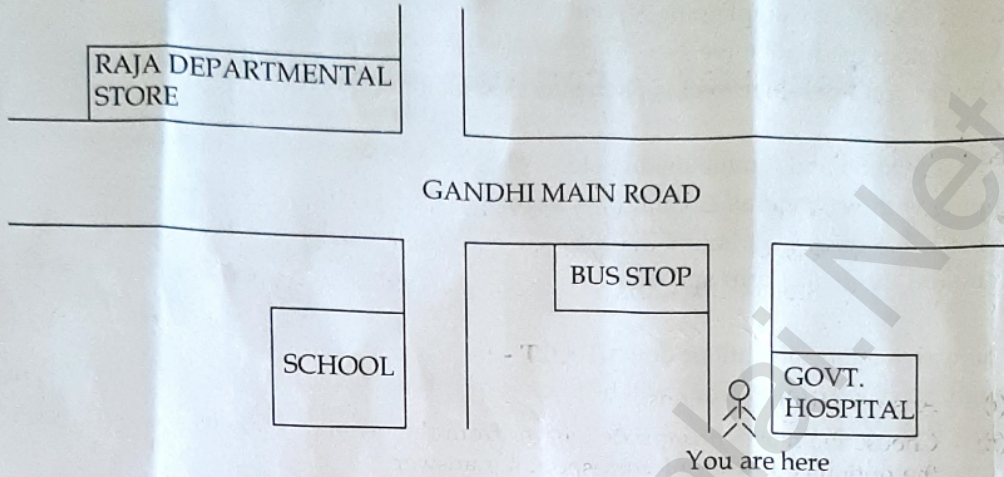 RAJA DEPARTMENTAL
STORE
GANDHI MAIN ROAD
BUS STOP
SCHOOL
GOVT.
HOSPITAL
You are here